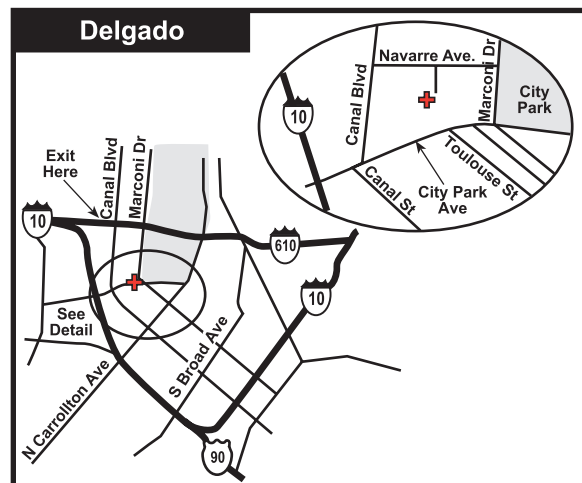 Delgado
Navarre Ave.
Marconi Dr
City
Park
Canal Blvd
10
Toulouse St
City Park
Ave
Canal St
Exit
Here
Canal Blvd
Marconi Dr
10
610
10
See
Detail
S Broad Ave
N Carrollton Ave
90